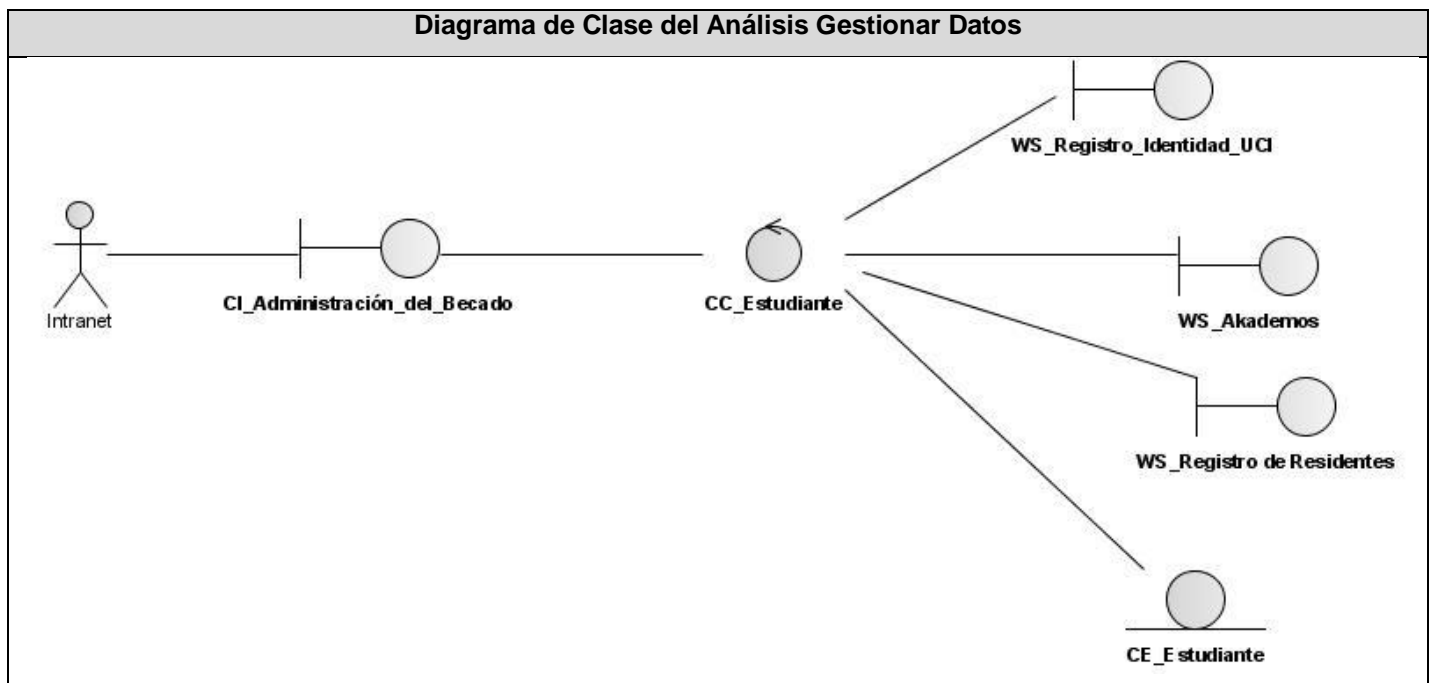 Diagrama de Clase del Análisis Gestionar Datos
WS_Registro_Identidad_UCI
Intranet
CI_Administración_del_Becado
CC_Estudiante
WS_Akademos
WS_Registro de Residentes
CE_Estudiante